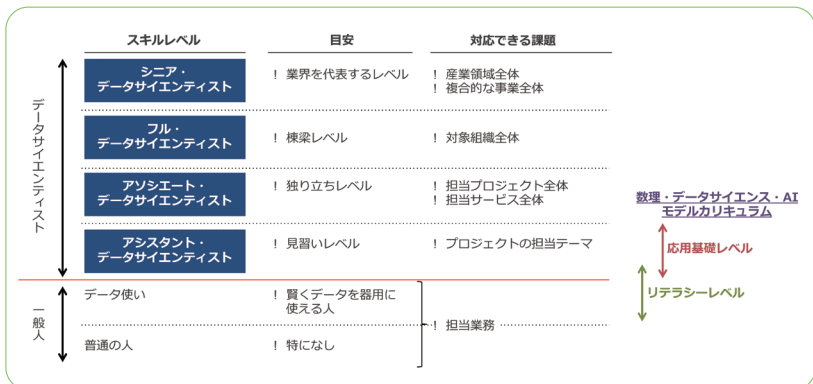 スキルレベル 目安 対応できる課題
データサイエンティスト
シニア・
データサイエンティスト
! 業界を代表するレベル
! 産業領域全体
! 複合的な事業全体
フル・
データサイエンティスト
! 棟梁レベル
! 対象組織全体
アソシエート・
データサイエンティスト
! 独り立ちレベル
! 担当プロジェクト全体
! 担当サービス全体
アシスタント・
データサイエンティスト
! 見習いレベル
! プロジェクトの担当テーマ
一般人
データ使い
! 賢くデータを器用に
使える人
! 担当業務
普通の人
! 特になし
数理・データサイエンス・AI
モデルカリキュラム
応用基礎レベル
リテラシーレベル